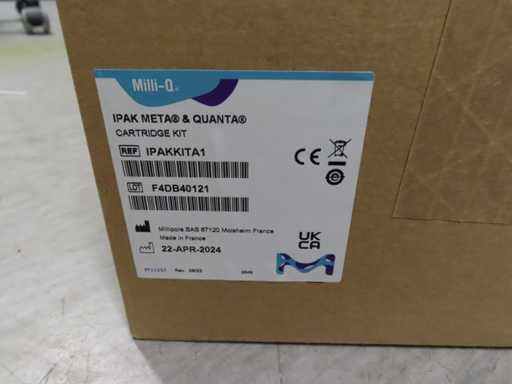 Milli-Q®
IPAK META® & QUANTA®
CARTRIDGE KIT
REF IPAKKITA1
LOT F4DB40121
Millipore SAS 67120 Molsheim France
Made in France
22-APR-2024
CE
e
UK
CA
M